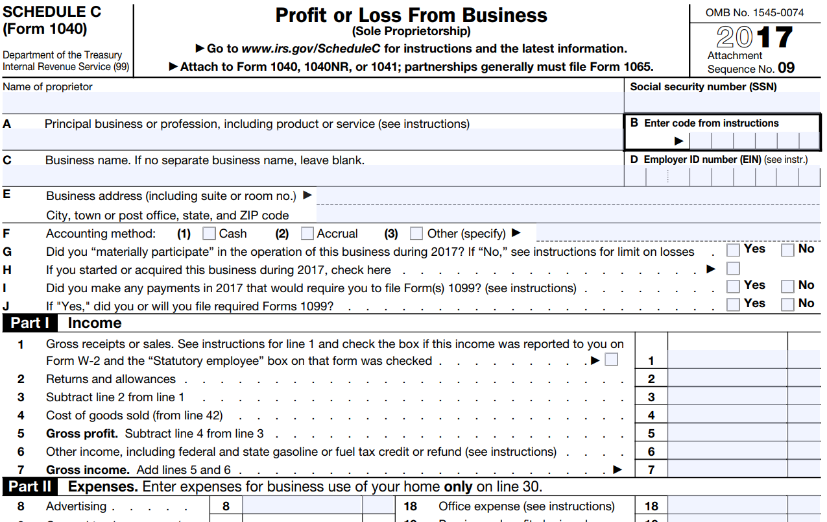 SCHEDULE C
(Form 1040)
Department of the Treasury
Internal Revenue Service (99)
Profit or Loss From Business
(Sole Proprietorship)
▶ Go to www.irs.gov/ScheduleC for instructions and the latest information.
▶ Attach to Form 1040, 1040NR, or 1041; partnerships generally must file Form 1065.
OMB No. 1545-0074
2017
Attachment
Sequence No. 09
Name of proprietor
Social security number (SSN)
A Principal business or profession, including product or service (see instructions)
B Enter code from instructions
▶
C Business name. If no separate business name, leave blank.
D Employer ID number (EIN) (see instr.)
E Business address (including suite or room no.) ▶
City, town or post office, state, and ZIP code
F Accounting method: (1) Cash (2) Accrual (3) Other (specify) ▶
G Did you “materially participate” in the operation of this business during 2017? If “No,” see instructions for limit on losses . Yes No
H If you started or acquired this business during 2017, check here . . . . . . . . . . . . . . . . . ▶
I Did you make any payments in 2017 that would require you to file Form(s) 1099? (see instructions) . . . . . . . . Yes No
J If "Yes," did you or will you file required Forms 1099? . . . . . . . . . . . . . . . . . . . . . Yes No
Part I Income
1 Gross receipts or sales. See instructions for line 1 and check the box if this income was reported to you on
Form W-2 and the “Statutory employee” box on that form was checked . . . . . . . . . ▶ 1
2 Returns and allowances . . . . . . . . . . . . . . . . . . . . . . . . . 2
3 Subtract line 2 from line 1 . . . . . . . . . . . . . . . . . . . . . . . . 3
4 Cost of goods sold (from line 42) . . . . . . . . . . . . . . . . . . . . . . 4
5 Gross profit. Subtract line 4 from line 3 . . . . . . . . . . . . . . . . . . . . 5
6 Other income, including federal and state gasoline or fuel tax credit or refund (see instructions) . . . . 6
7 Gross income. Add lines 5 and 6 . . . . . . . . . . . . . . . . . . . . . ▶ 7
Part II Expenses. Enter expenses for business use of your home only on line 30.
8 Advertising . . . . . 8
18 Office expense (see instructions) 18